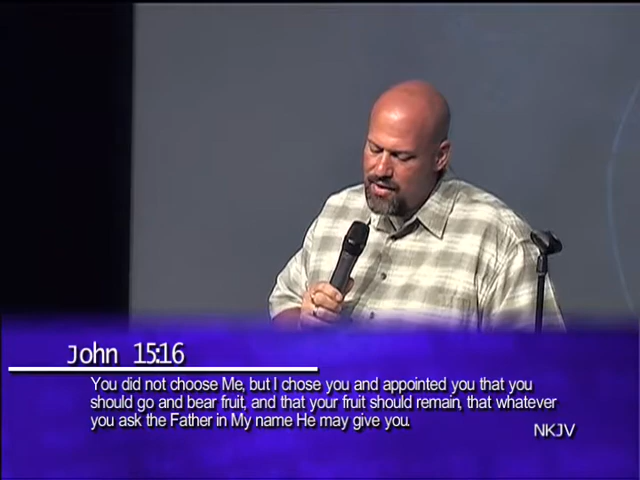 John 15:16
You did not choose Me, but I chose you and appointed you that you
should go and bear fruit, and that your fruit should remain, that whatever
you ask the Father in My name He may give you.
NKJV